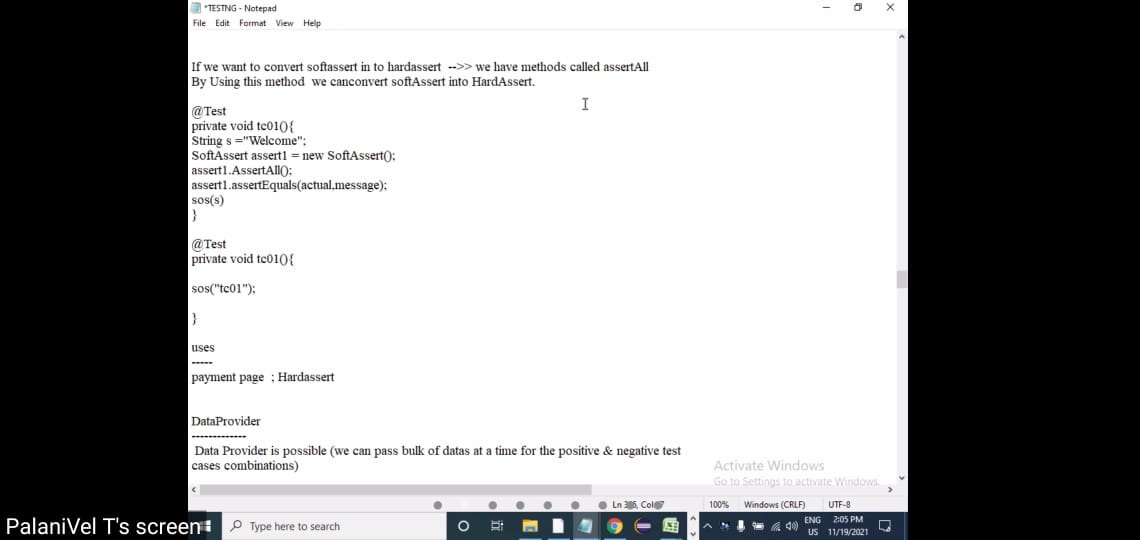 *TESTNG - Notepad
File Edit Format View Help
If we want to convert softassert in to hardassert -->> we have methods called assertAll
By Using this method we canconvert softAssert into HardAssert.
@Test
private void tc01(){
String s ="Welcome";
SoftAssert assert1 = new SoftAssert();
assert1.AssertAll();
assert1.assertEquals(actual,message);
sos(s)
}
@Test
private void tc01(){
sos("tc01");
}
uses
-----
payment page ; Hardassert
DataProvider
-------------
Data Provider is possible (we can pass bulk of datas at a time for the positive & negative test
cases combinations)
Activate Windows
Go to Settings to activate Windows.
100% Windows (CRLF) UTF-8
PalaniVel T's screen
Type here to search
ENG 2:05 PM
US 11/19/2021